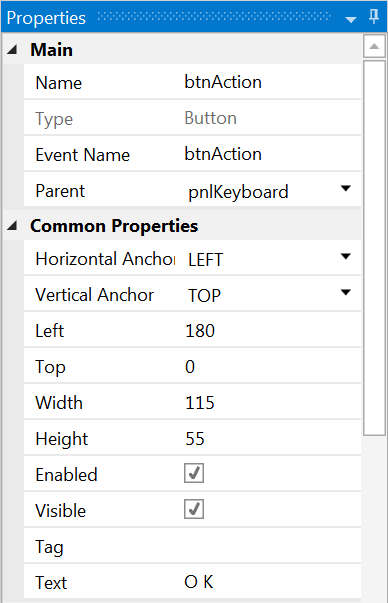 Properties
Main
Name btnAction
Type Button
Event Name btnAction
Parent pnlKeyboard
Common Properties
Horizontal Anchor LEFT
Vertical Anchor TOP
Left 180
Top 0
Width 115
Height 55
Enabled
Visible
Tag
Text O K